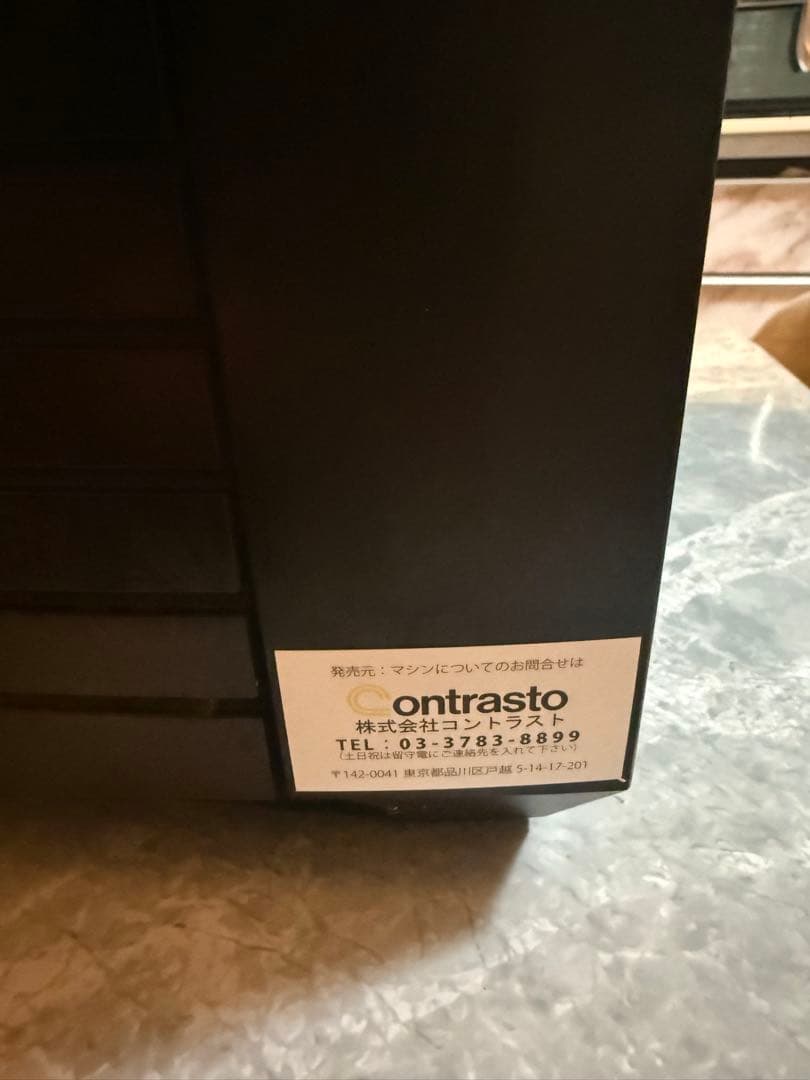 発売元：マシンについてのお問合せは
Contrasto
株式会社コントラスト
TEL：03-3783-8899
（土日祝は留守電にご連絡先を入れて下さい）
〒142-0041 東京都品川区戸越 5-14-17-201